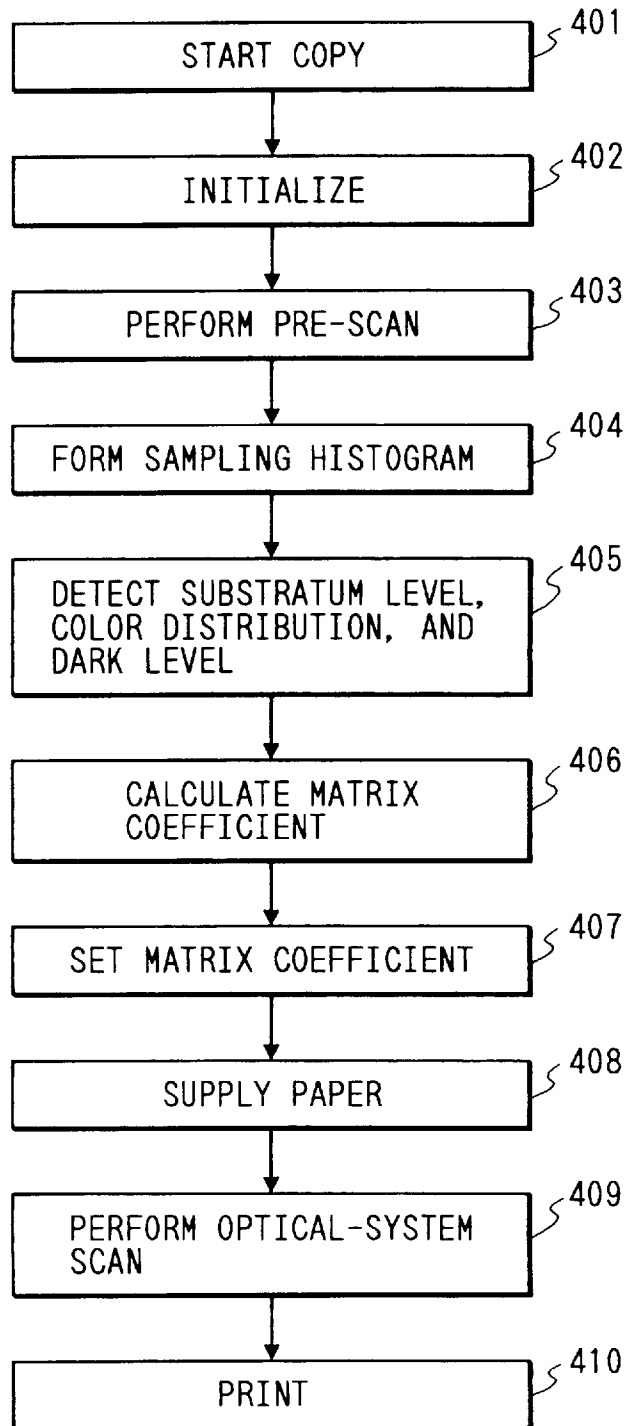 401
START COPY
402
INITIALIZE
403
PERFORM PRE-SCAN
404
FORM SAMPLING HISTOGRAM
405
DETECT SUBSTRATUM LEVEL,
COLOR DISTRIBUTION, AND
DARK LEVEL
406
CALCULATE MATRIX
COEFFICIENT
407
SET MATRIX COEFFICIENT
408
SUPPLY PAPER
409
PERFORM OPTICAL-SYSTEM
SCAN
410
PRINT